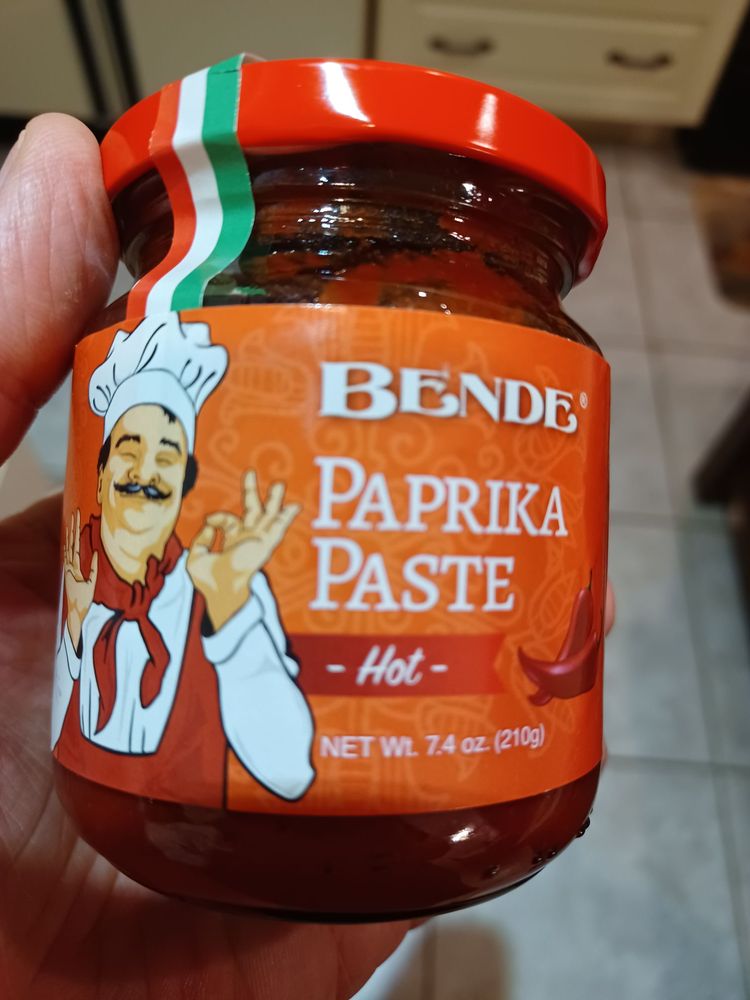 BENDE®
PAPRIKA
PASTE
- Hot -
NET Wt. 7.4 oz. (210g)